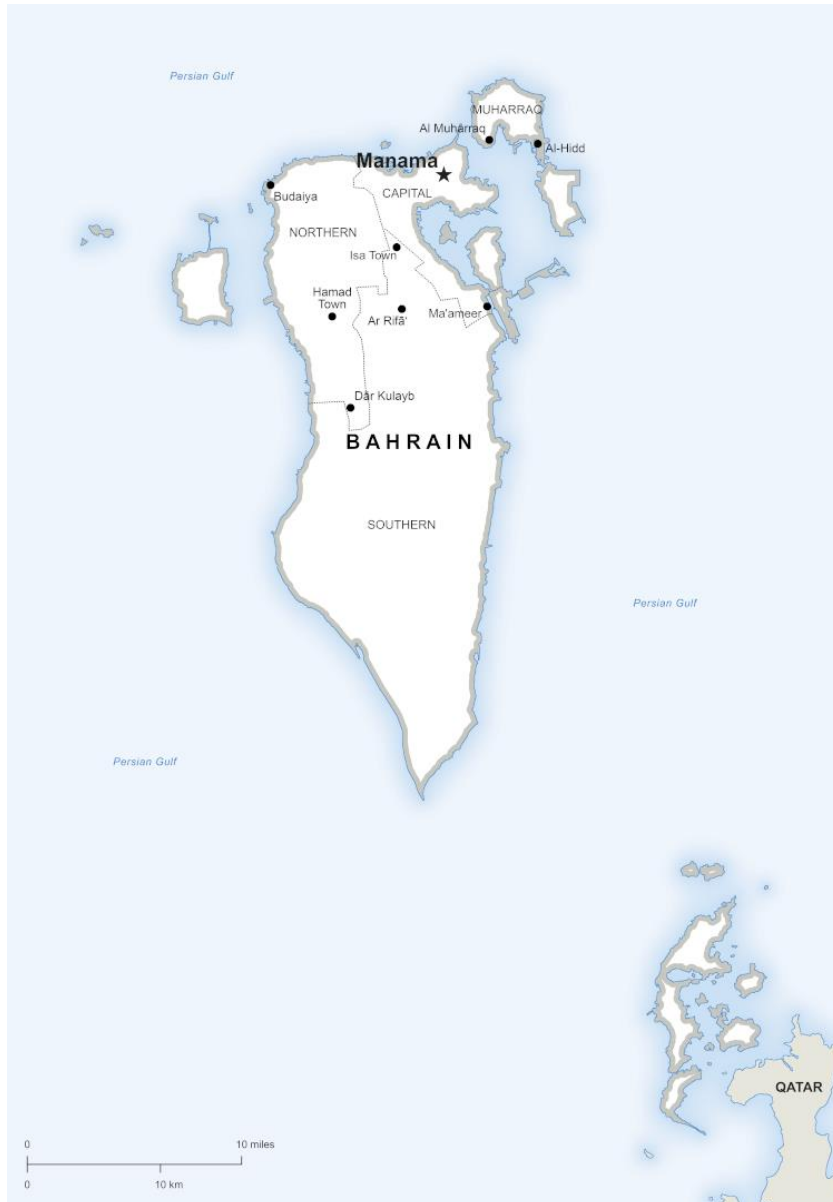 Persian Gulf
MUHARRAQ
Al Muharraq
Al-Hidd
Manama
CAPITAL
Budaiya
NORTHERN
Isa Town
Hamad
Town
Ar Rifā'
Ma'ameer
Dār Kulayb
BAHRAIN
SOUTHERN
Persian Gulf
Persian Gulf
QATAR
0
10 miles
0
10 km